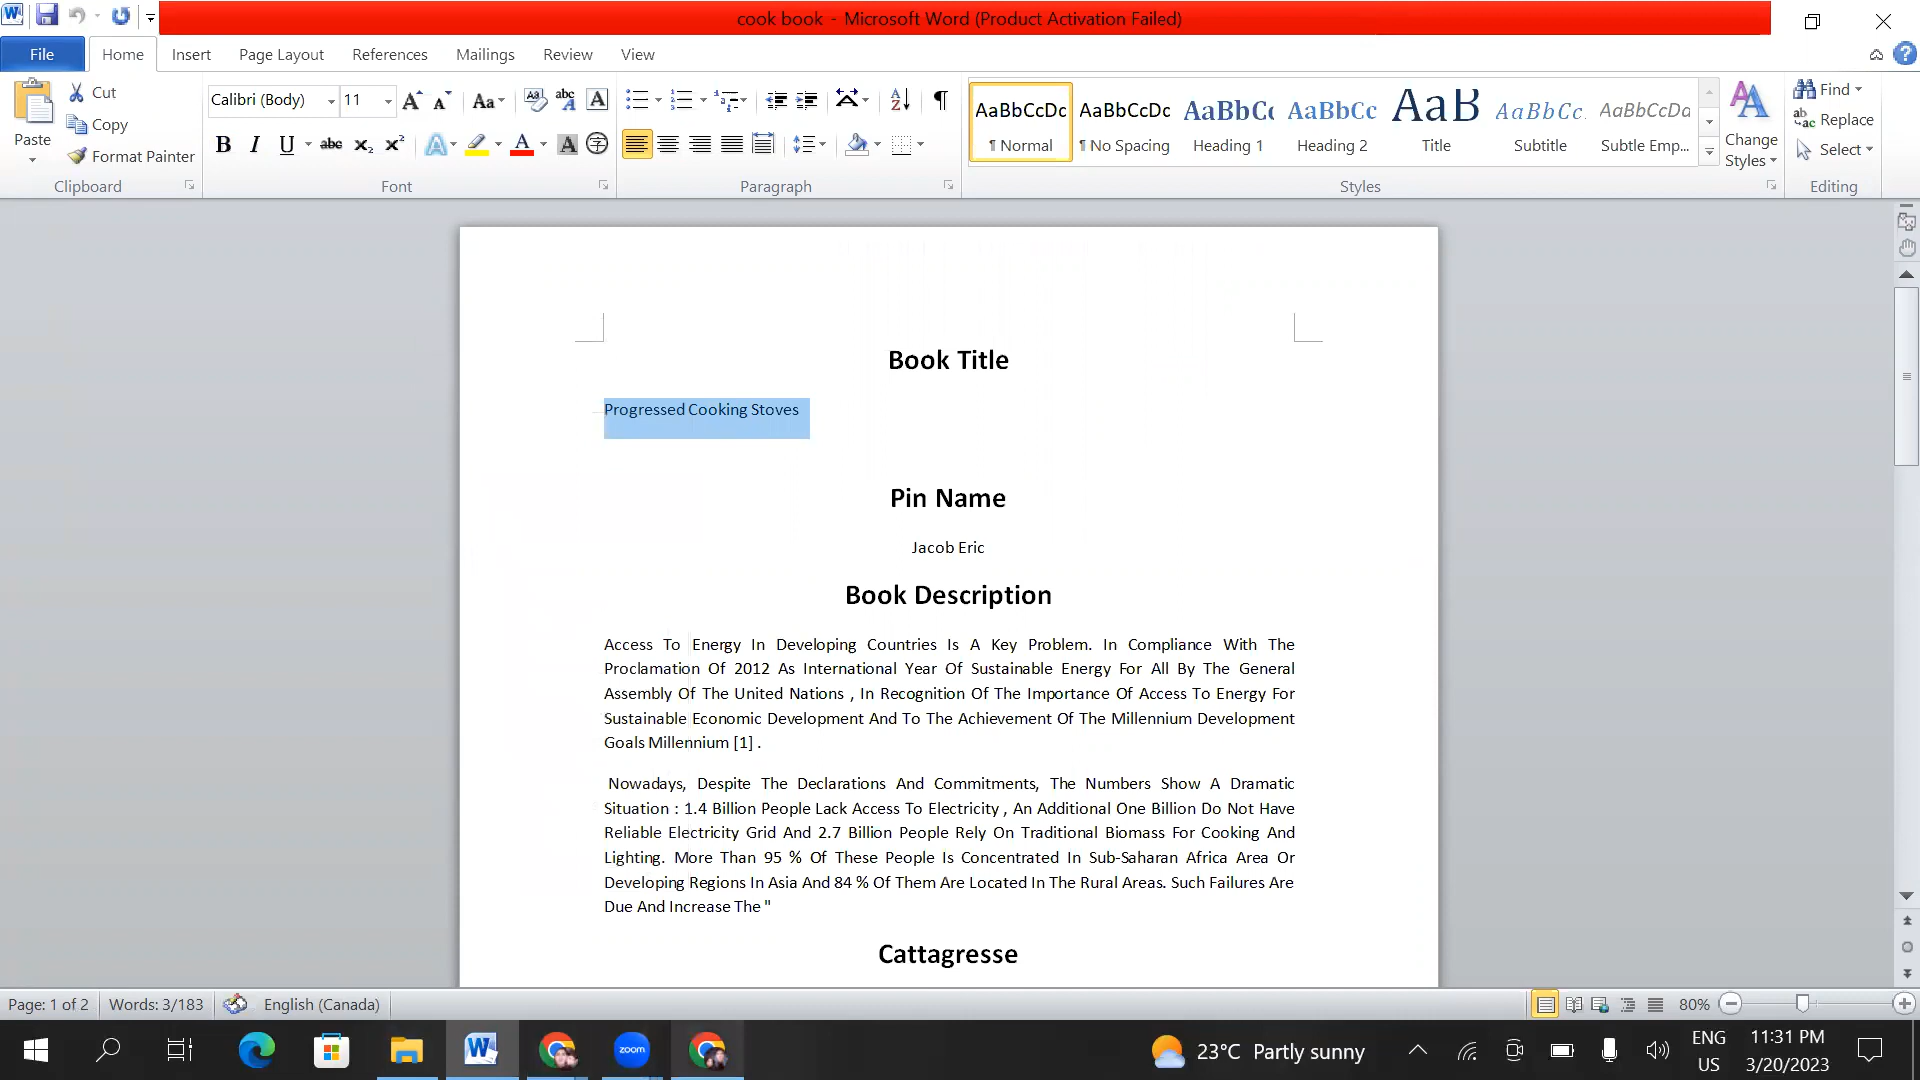 cook book - Microsoft Word (Product Activation Failed)
File Home Insert Page Layout References Mailings Review View
Paste
Cut
Copy
Format Painter
Clipboard
Calibri (Body) 11
Font
Paragraph
AaBbCcDc AaBbCcDc AaBbC AaBbCc AaB AaBbCc. AaBbCcDa
¶ Normal ¶ No Spacing Heading 1 Heading 2 Title Subtitle Subtle Emp...
Change
Styles
Styles
Find
Replace
Select
Editing
Book Title
Progressed Cooking Stoves
Pin Name
Jacob Eric
Book Description
Access To Energy In Developing Countries Is A Key Problem. In Compliance With The
Proclamation Of 2012 As International Year Of Sustainable Energy For All By The General
Assembly Of The United Nations , In Recognition Of The Importance Of Access To Energy For
Sustainable Economic Development And To The Achievement Of The Millennium Development
Goals Millennium [1] .
Nowadays, Despite The Declarations And Commitments, The Numbers Show A Dramatic
Situation : 1.4 Billion People Lack Access To Electricity , An Additional One Billion Do Not Have
Reliable Electricity Grid And 2.7 Billion People Rely On Traditional Biomass For Cooking And
Lighting. More Than 95 % Of These People Is Concentrated In Sub-Saharan Africa Area Or
Developing Regions In Asia And 84 % Of Them Are Located In The Rural Areas. Such Failures Are
Due And Increase The "
Cattagresse
Page: 1 of 2 Words: 3/183 English (Canada) 80%
zoom
23°C Partly sunny
ENG
US
11:31 PM
3/20/2023